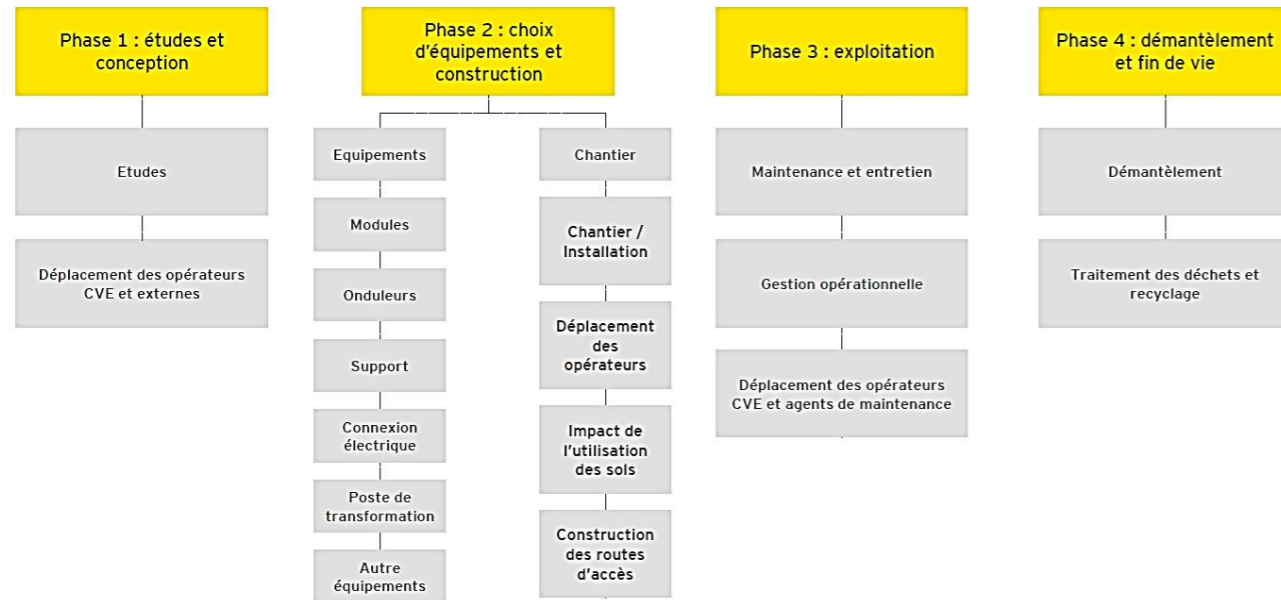 Phase 1 : études et
conception
Etudes
Déplacement des opérateurs
CVE et externes
Phase 2 : choix
d'équipements et
construction
Equipements
Modules
Onduleurs
Support
Connexion
électrique
Poste de
transformation
Autre
équipements
Chantier
Chantier /
Installation
Déplacement
des
opérateurs
Impact de
l'utilisation
des sols
Construction
des routes
d'accès
Phase 3 : exploitation
Maintenance et entretien
Gestion opérationnelle
Déplacement des opérateurs
CVE et agents de maintenance
Phase 4 : démantèlement
et fin de vie
Démantèlement
Traitement des déchets et
recyclage